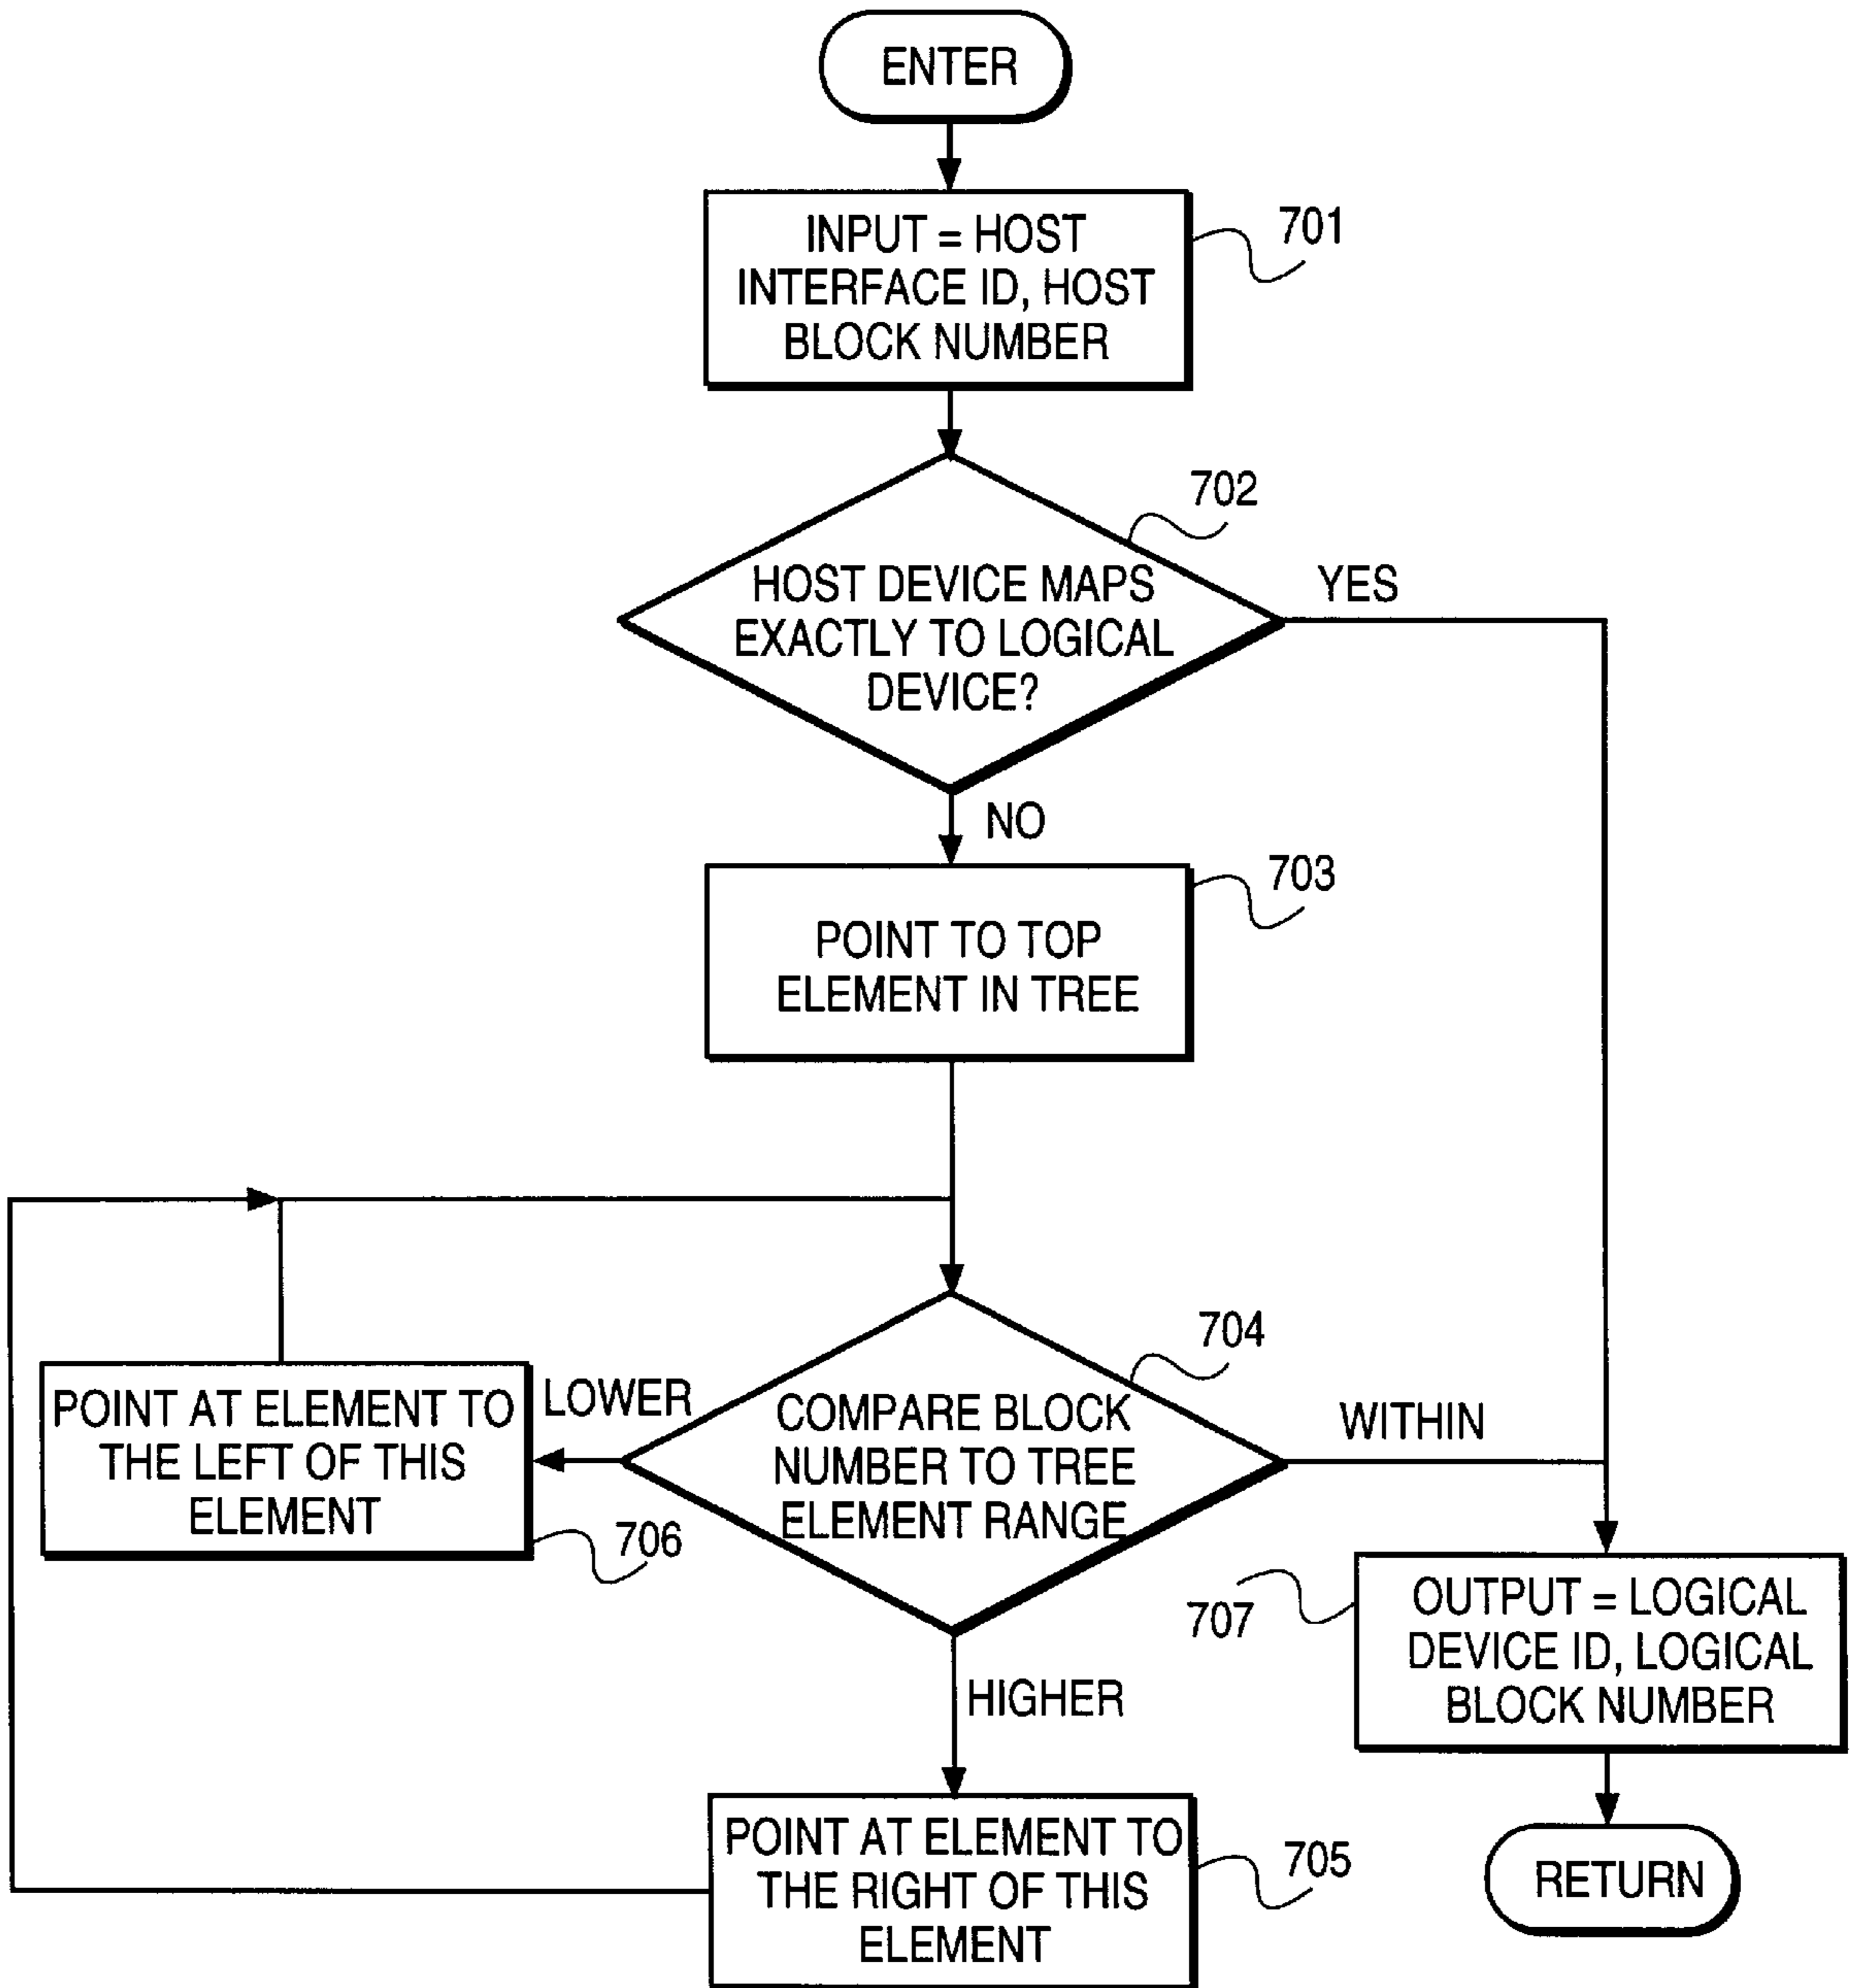 ENTER
INPUT = HOST
INTERFACE ID, HOST
BLOCK NUMBER
701
702
HOST DEVICE MAPS
EXACTLY TO LOGICAL
DEVICE?
YES
NO
703
POINT TO TOP
ELEMENT IN TREE
704
COMPARE BLOCK
NUMBER TO TREE
ELEMENT RANGE
LOWER
WITHIN
POINT AT ELEMENT TO
THE LEFT OF THIS
ELEMENT
706
HIGHER
707
OUTPUT = LOGICAL
DEVICE ID, LOGICAL
BLOCK NUMBER
POINT AT ELEMENT TO
THE RIGHT OF THIS
ELEMENT
705
RETURN